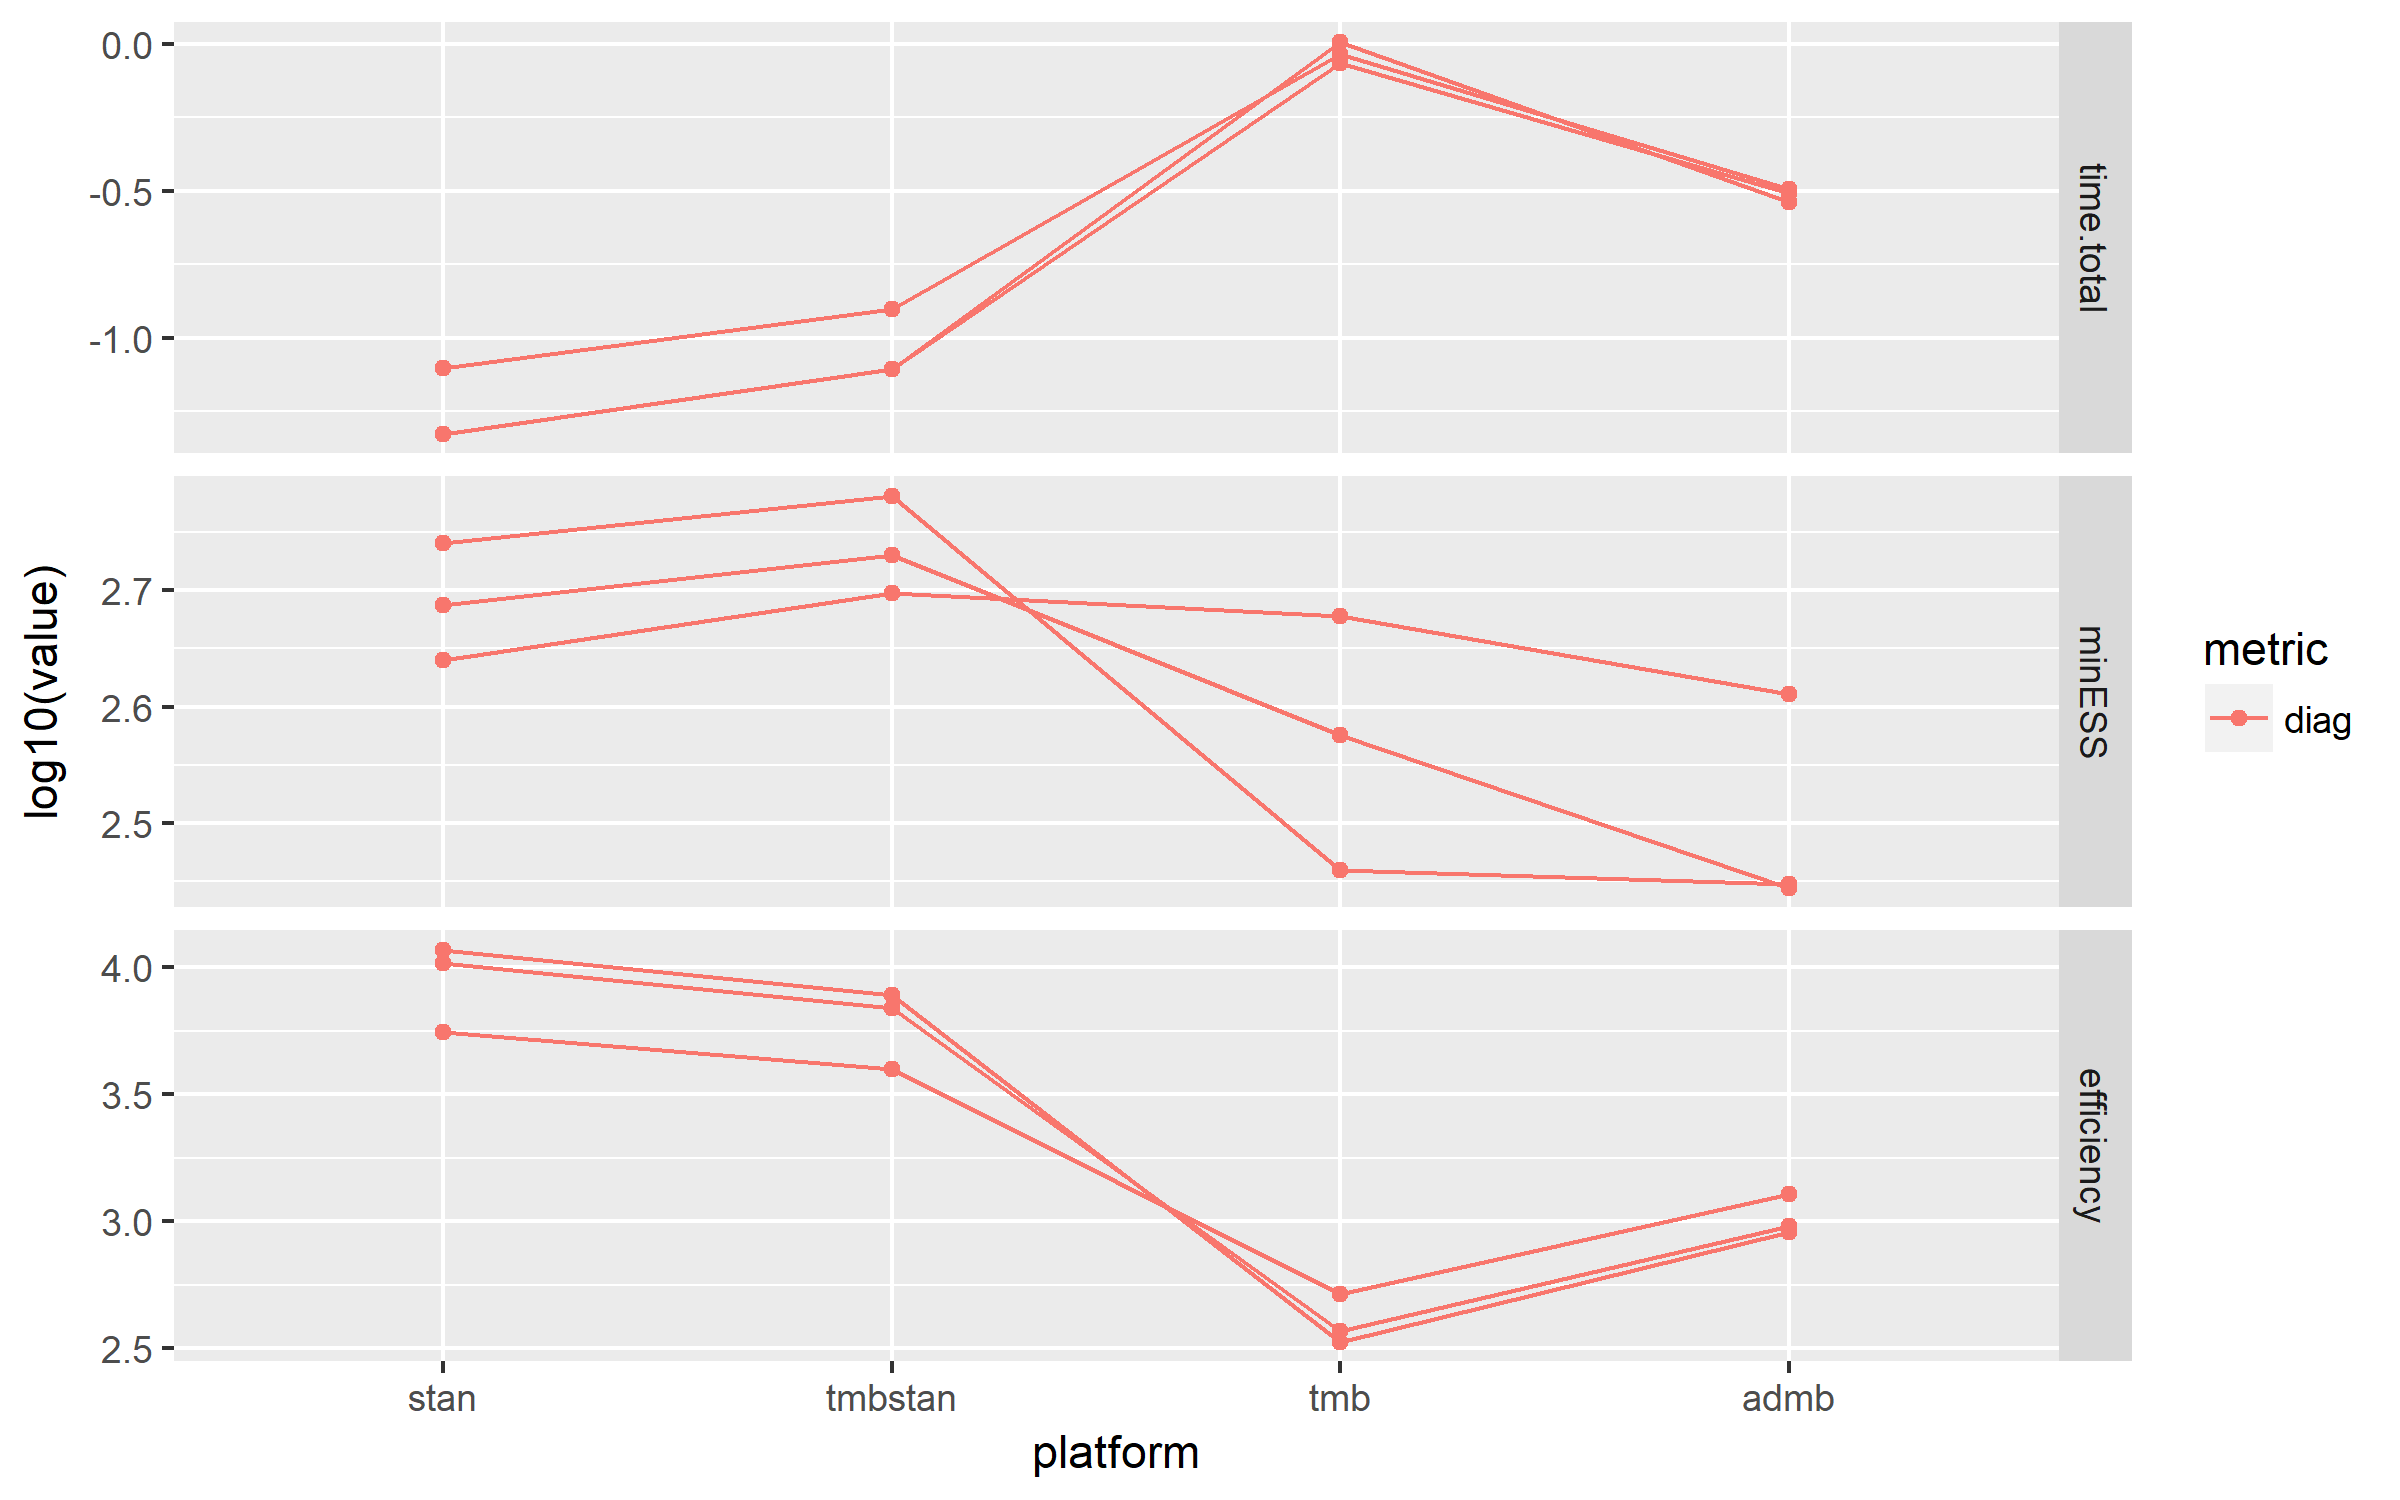 log10(value)
0.0
-0.5
-1.0
time.total
2.7
2.6
2.5
minESS
4.0
3.5
3.0
2.5
efficiency
stan tmbstan tmb admb
platform
metric
diag